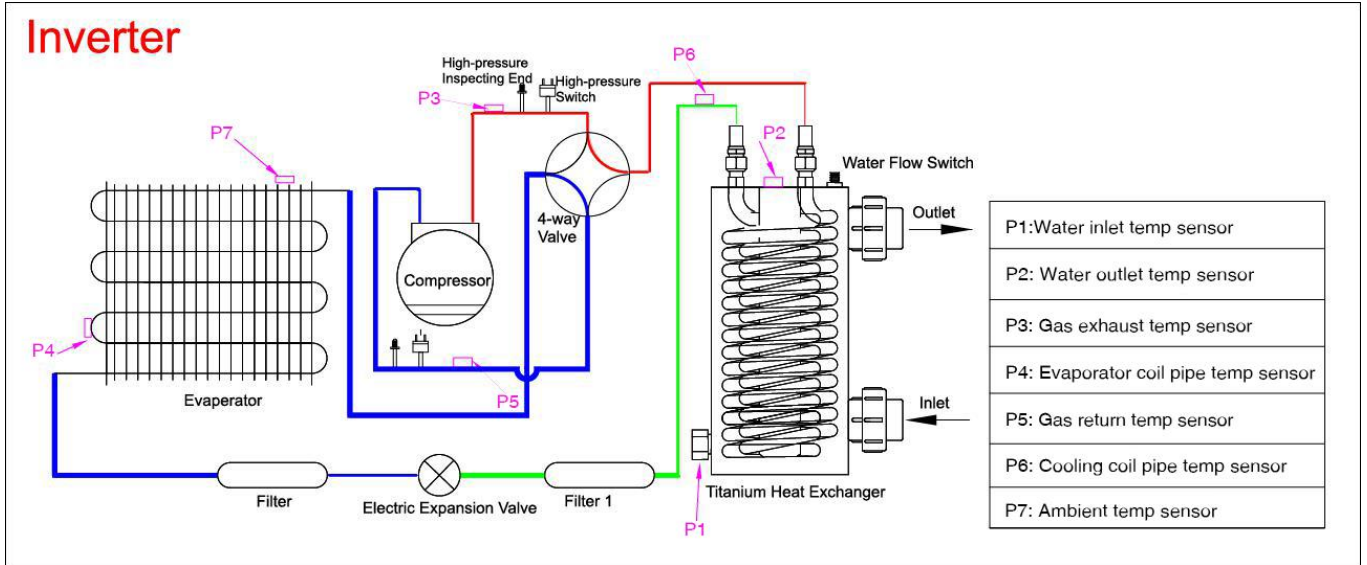 Inverter
High-pressure
Inspecting End
High-pressure
Switch
P3
P6
P7
P2
Water Flow Switch
4-way
Valve
Outlet
Compressor
P4
P5
Evaperator
Inlet
Filter
Electric Expansion Valve
Filter 1
Titanium Heat Exchanger
P1
P1:Water inlet temp sensor
P2: Water outlet temp sensor
P3: Gas exhaust temp sensor
P4: Evaporator coil pipe temp sensor
P5: Gas return temp sensor
P6: Cooling coil pipe temp sensor
P7: Ambient temp sensor